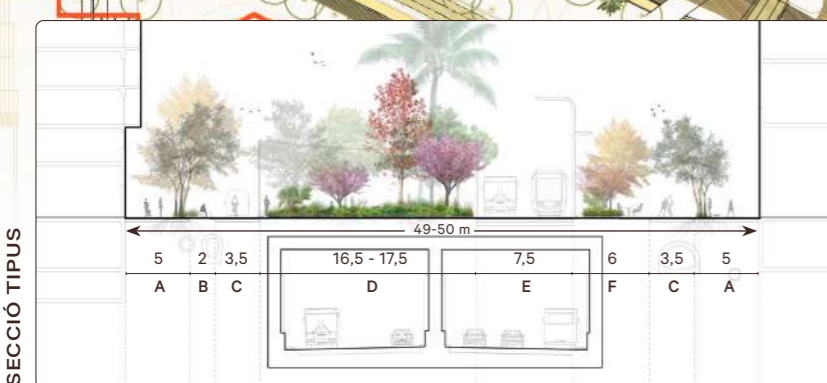 SECCIÓ TIPUS
49-50 m
5 2 3,5 16,5 - 17,5 7,5 6 3,5 5
A B C D E F C A